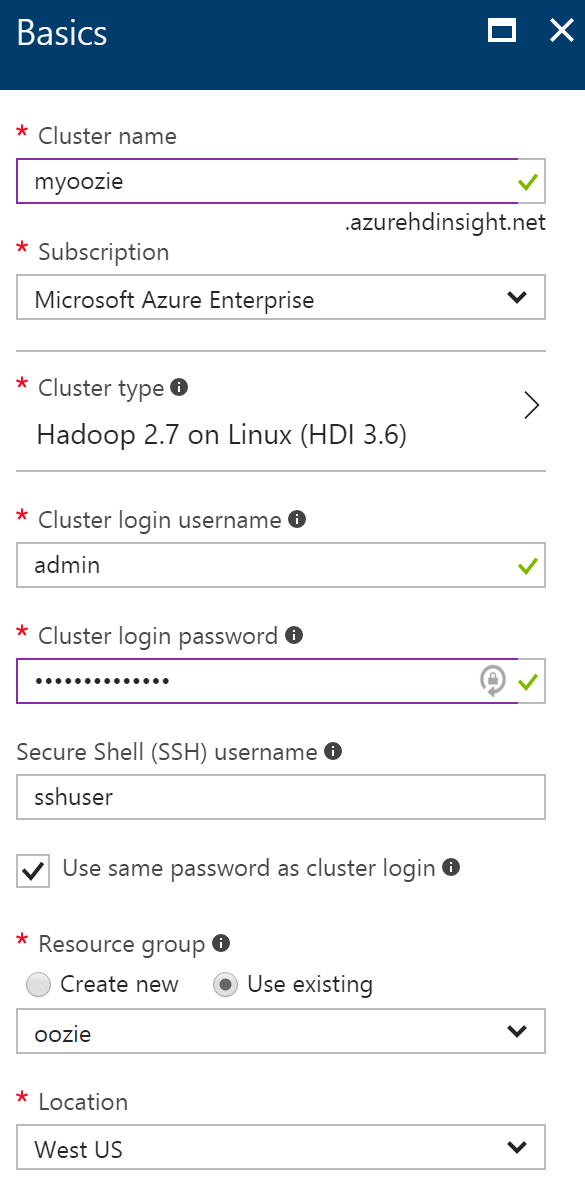 Basics
* Cluster name
myoozie
.azurehdinsight.net
* Subscription
Microsoft Azure Enterprise
* Cluster type
Hadoop 2.7 on Linux (HDI 3.6)
* Cluster login username
admin
* Cluster login password
••••••••••••••
Secure Shell (SSH) username
sshuser
Use same password as cluster login
* Resource group
Create new Use existing
oozie
* Location
West US